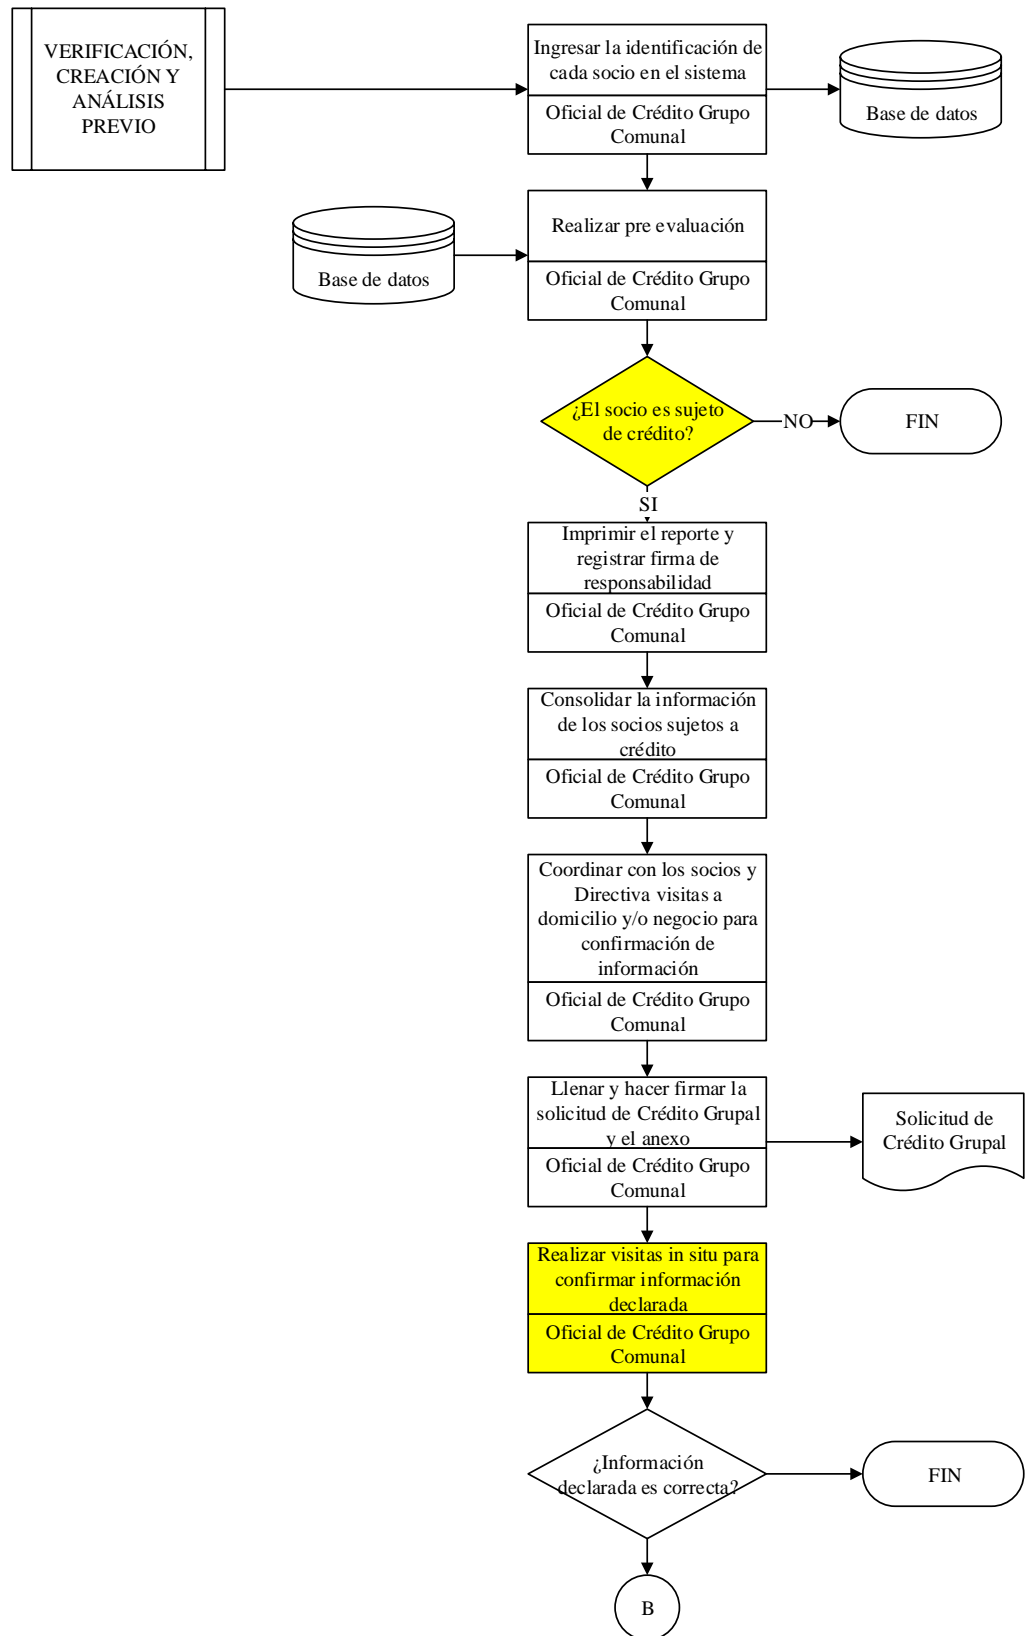 VERIFICACIÓN,
CREACIÓN Y
ANÁLISIS
PREVIO
Ingresar la identificación de
cada socio en el sistema
Oficial de Crédito Grupo
Comunal
Base de datos
Realizar pre evaluación
Oficial de Crédito Grupo
Comunal
Base de datos
¿El socio es sujeto
de crédito?
NO
FIN
SI
Imprimir el reporte y
registrar firma de
responsabilidad
Oficial de Crédito Grupo
Comunal
Consolidar la información
de los socios sujetos a
crédito
Oficial de Crédito Grupo
Comunal
Coordinar con los socios y
Directiva visitas a
domicilio y/o negocio para
confirmación de
información
Oficial de Crédito Grupo
Comunal
Llenar y hacer firmar la
solicitud de Crédito Grupal
y el anexo
Oficial de Crédito Grupo
Comunal
Solicitud de
Crédito Grupal
Realizar visitas in situ para
confirmar información
declarada
Oficial de Crédito Grupo
Comunal
¿Información
declarada es correcta?
FIN
B